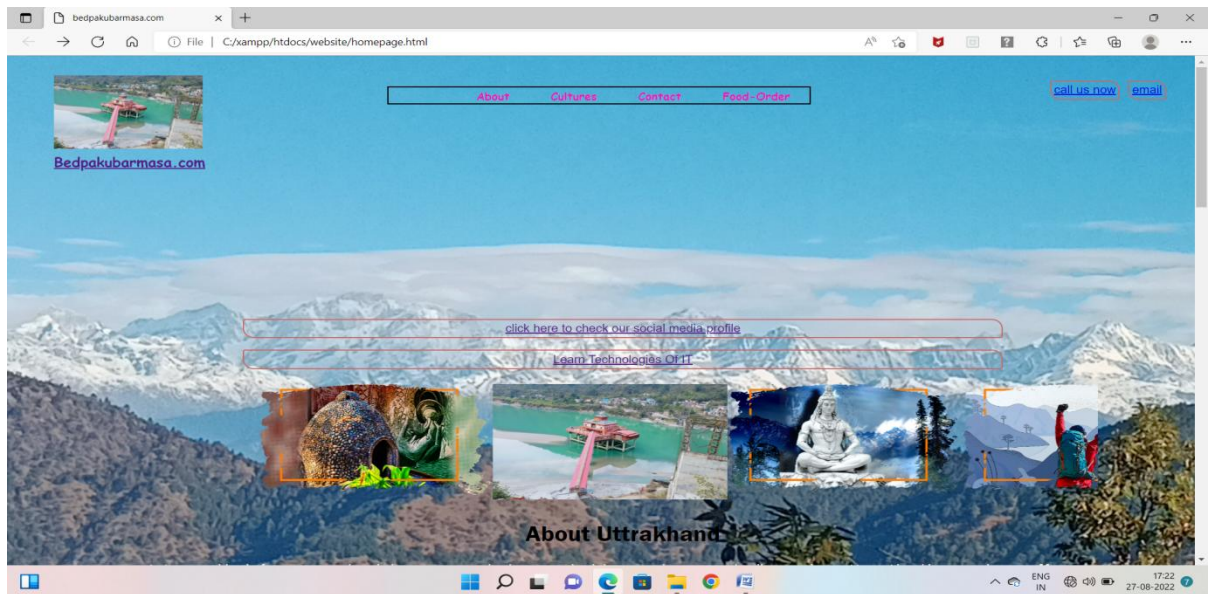 bedpakubarmasa.com
File | C:/xampp/htdocs/website/homepage.html
About Cultures Contact Food-Order
call us now email
Bedpakubarmasa.com
click here to check our social media profile
Learn Technologies Of IT
About Uttrakhand
ENG
IN
17:22
27-08-2022